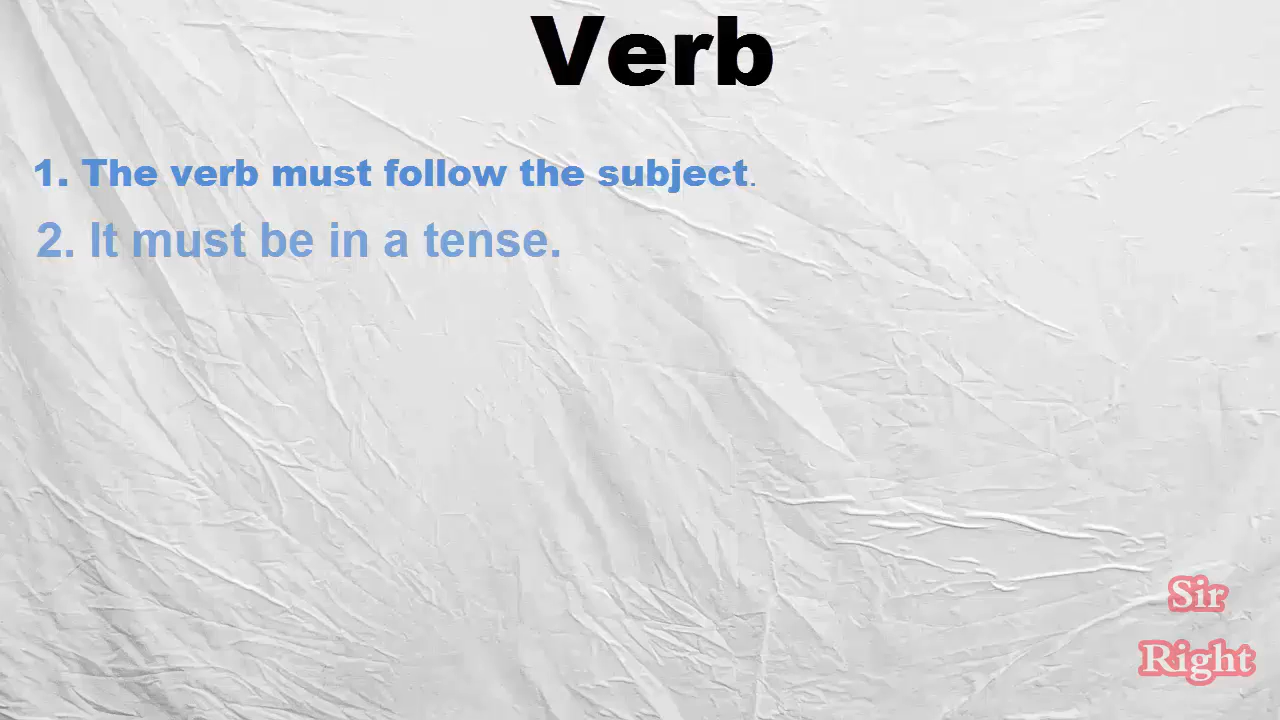 Verb
1. The verb must follow the subject.
2. It must be in a tense.
Sir
Right